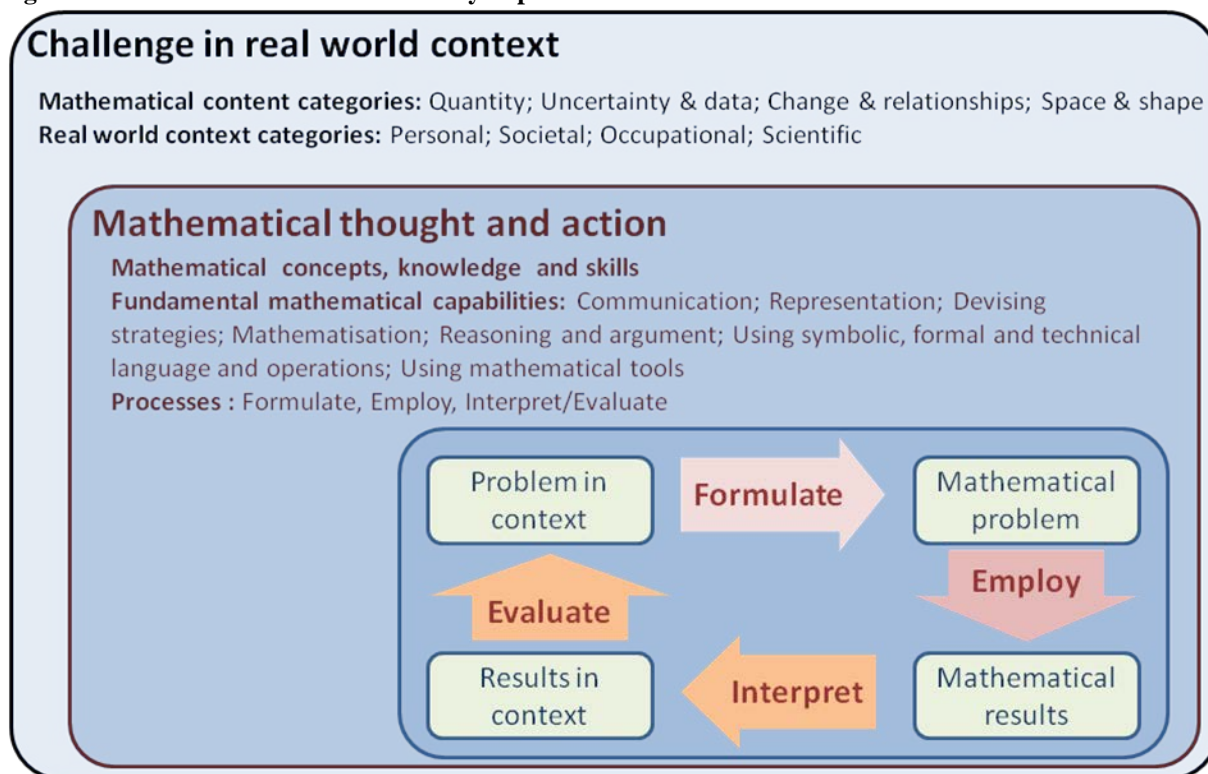 Challenge in real world context
Mathematical content categories: Quantity; Uncertainty & data; Change & relationships; Space & shape
Real world context categories: Personal; Societal; Occupational; Scientific
Mathematical thought and action
Mathematical concepts, knowledge and skills
Fundamental mathematical capabilities: Communication; Representation; Devising
strategies; Mathematisation; Reasoning and argument; Using symbolic, formal and technical
language and operations; Using mathematical tools
Processes : Formulate, Employ, Interpret/Evaluate
Problem in
context
Formulate
Mathematical
problem
Employ
Evaluate
Results in
context
Interpret
Mathematical
results